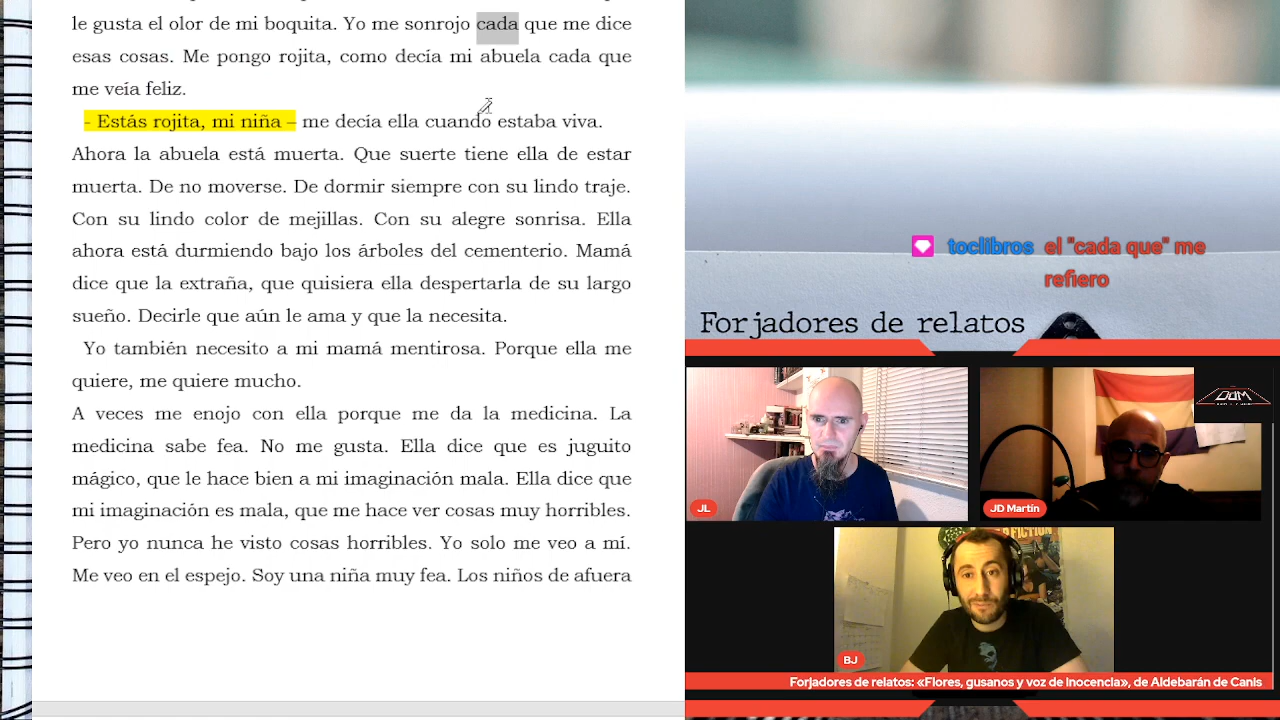 le gusta el olor de mi boquita. Yo me sonrojo cada que me dice
esas cosas. Me pongo rojita, como decía mi abuela cada que
me veía feliz.
- Estás rojita, mi niña – me decía ella cuando estaba viva.
Ahora la abuela está muerta. Que suerte tiene ella de estar
muerta. De no moverse. De dormir siempre con su lindo traje.
Con su lindo color de mejillas. Con su alegre sonrisa. Ella
ahora está durmiendo bajo los árboles del cementerio. Mamá
dice que la extraña, que quisiera ella despertarla de su largo
sueño. Decirle que aún le ama y que la necesita.
Yo también necesito a mi mamá mentirosa. Porque ella me
quiere, me quiere mucho.
A veces me enojo con ella porque me da la medicina. La
medicina sabe fea. No me gusta. Ella dice que es juguito
mágico, que le hace bien a mi imaginación mala. Ella dice que
mi imaginación es mala, que me hace ver cosas muy horribles.
Pero yo nunca he visto cosas horribles. Yo solo me veo a mí.
Me veo en el espejo. Soy una niña muy fea. Los niños de afuera
toclibros el "cada que" me
refiero
Forjadores de relatos
JL
JD Martín
FICTION
BJ
Forjadores de relatos: «Flores, gusanos y voz de Inocencia», de Aldebarán de Canis